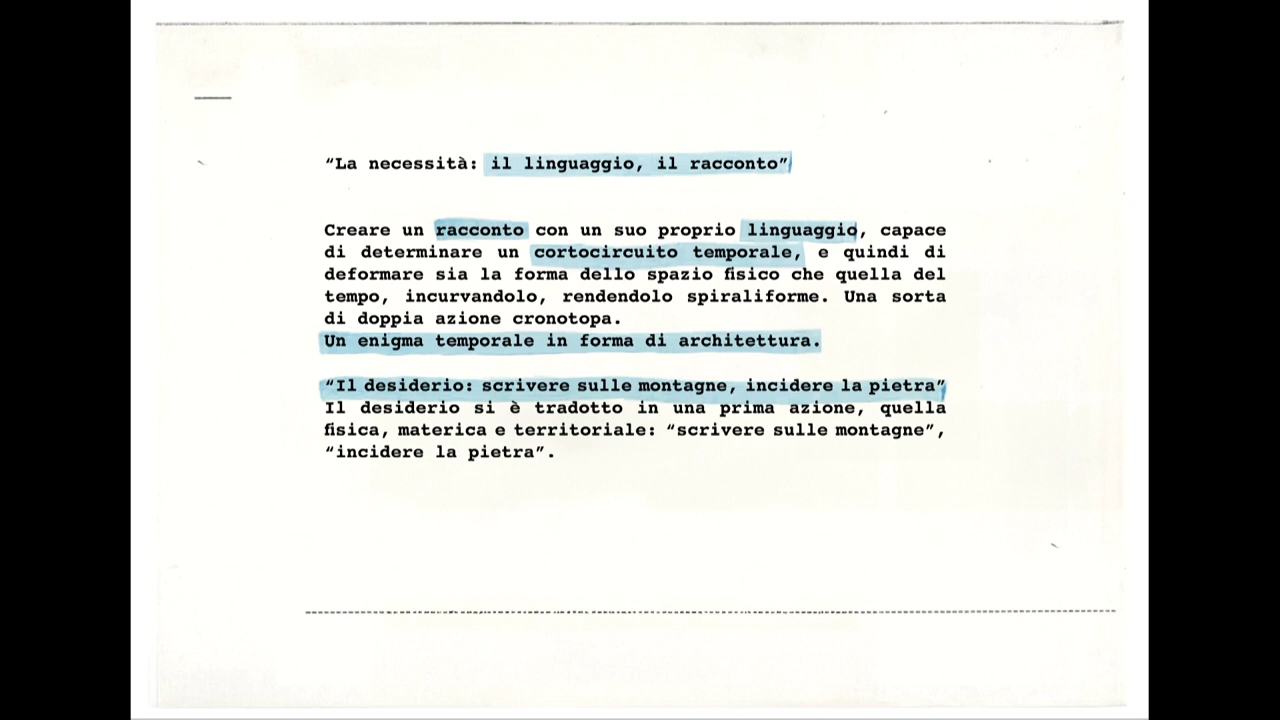 “La necessità: il linguaggio, il racconto”
Creare un racconto con un suo proprio linguaggio, capace
di determinare un cortocircuito temporale, e quindi di
deformare sia la forma dello spazio fisico che quella del
tempo, incurvandolo, rendendolo spiraliforme. Una sorta
di doppia azione cronotopa.
Un enigma temporale in forma di architettura.
“Il desiderio: scrivere sulle montagne, incidere la pietra”
Il desiderio si è tradotto in una prima azione, quella
fisica, materica e territoriale: “scrivere sulle montagne”,
“incidere la pietra”.